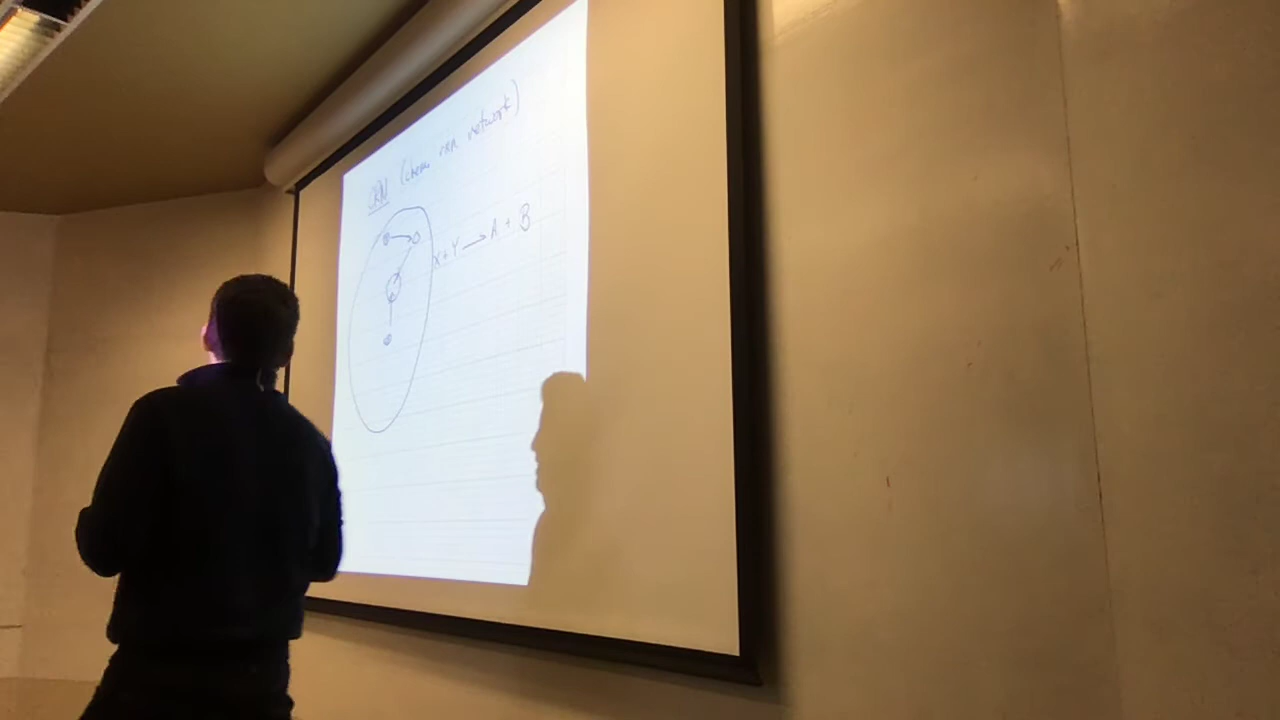 CRN (chem rxn network)
X + Y → A + B